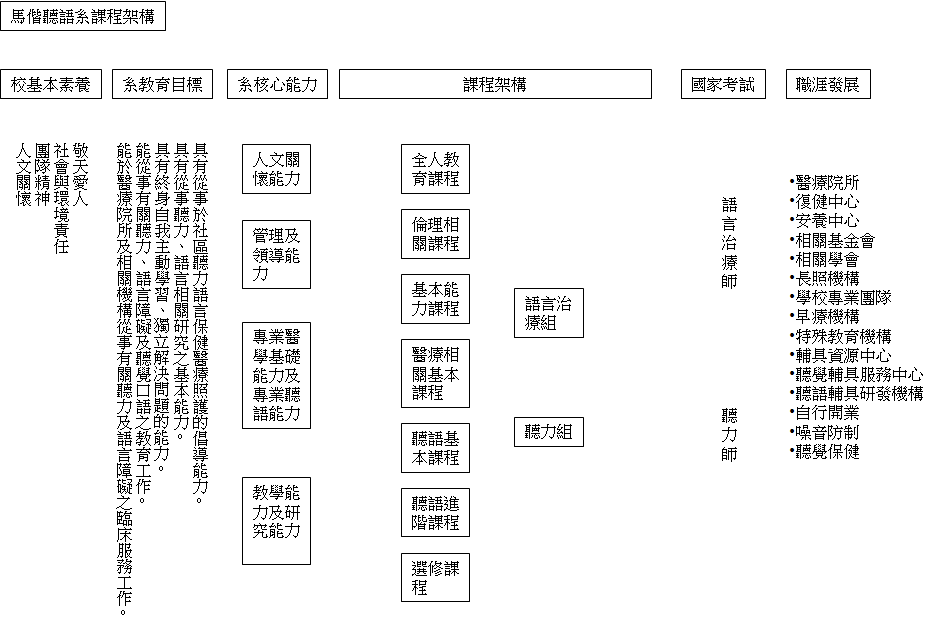 馬偕聽語系課程架構
校基本素養
系教育目標
系核心能力
課程架構
國家考試
職涯發展
敬天愛人
社會與環境責任
團隊精神
人文關懷
具有從事於社區聽力語言保健醫療照護的倡導能力。
具有從事聽力、語言相關研究之基本能力。
具有終身自我主動學習、獨立解決問題的能力。
能從事有關聽力、語言障礙及聽覺口語之教育工作。
能於醫療院所及相關機構從事有關聽力及語言障礙之臨床服務工作。
人文關
懷能力
管理及
領導能
力
專業醫
學基礎
能力及
專業聽
語能力
教學能
力及研
究能力
全人教
育課程
倫理相
關課程
基本能
力課程
醫療相
關基本
課程
聽語基
本課程
聽語進
階課程
選修課
程
語言治
療組
聽力組
語言治療師
聽力師
•醫療院所
•復健中心
•安養中心
•相關基金會
•相關學會
•長照機構
•學校專業團隊
•早療機構
•特殊教育機構
•輔具資源中心
•聽覺輔具服務中心
•聽語輔具研發機構
•自行開業
•噪音防制
•聽覺保健